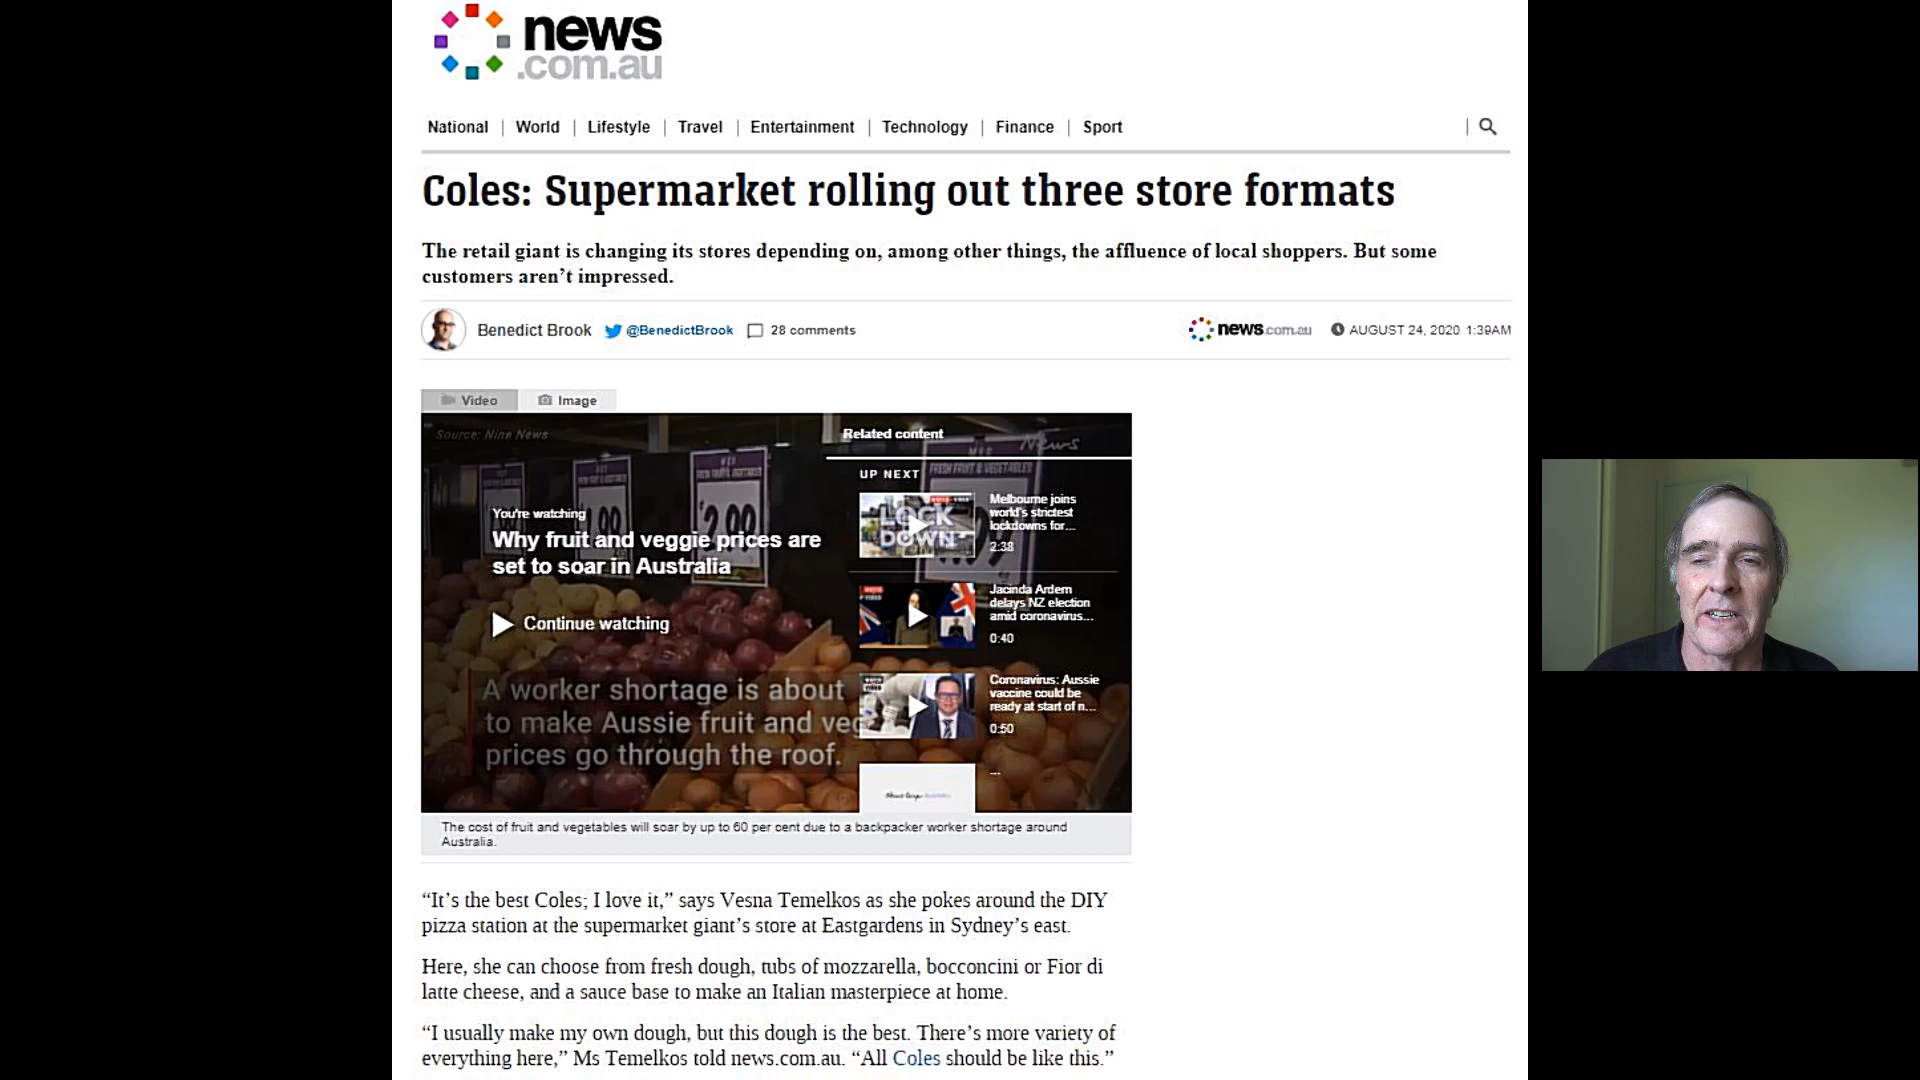 news
.com.au
National | World | Lifestyle | Travel | Entertainment | Technology | Finance | Sport
Coles: Supermarket rolling out three store formats
The retail giant is changing its stores depending on, among other things, the affluence of local shoppers. But some
customers aren’t impressed.
Benedict Brook @BenedictBrook 28 comments
news.com.au AUGUST 24, 2020 1:39AM
Video Image
Source: Nine News
News
FRESH FRUIT & VEGETABLES
2.99
You're watching
Why fruit and veggie prices are
set to soar in Australia
Continue watching
A worker shortage is about
to make Aussie fruit and veg
prices go through the roof.
Related content
UP NEXT
LOCK
DOWN
Melbourne joins
world's strictest
lockdowns for...
2:38
Jacinda Ardern
delays NZ election
amid coronavirus...
0:40
Coronavirus: Aussie
vaccine could be
ready at start of n...
0:50
...
The cost of fruit and vegetables will soar by up to 60 per cent due to a backpacker worker shortage around
Australia.
“It’s the best Coles; I love it,” says Vesna Temelkos as she pokes around the DIY
pizza station at the supermarket giant’s store at Eastgardens in Sydney’s east.
Here, she can choose from fresh dough, tubs of mozzarella, bocconcini or Fior di
latte cheese, and a sauce base to make an Italian masterpiece at home.
“I usually make my own dough, but this dough is the best. There’s more variety of
everything here,” Ms Temelkos told news.com.au. “All Coles should be like this.”